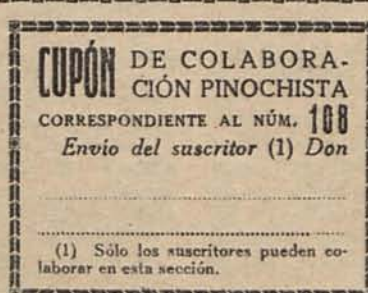 CUPÓN DE COLABORA-
CIÓN PINOCHISTA
CORRESPONDIENTE AL NÚM. 108
Envío del suscritor (1) Don
(1) Sólo los suscritores pueden co-
laborar en esta sección.